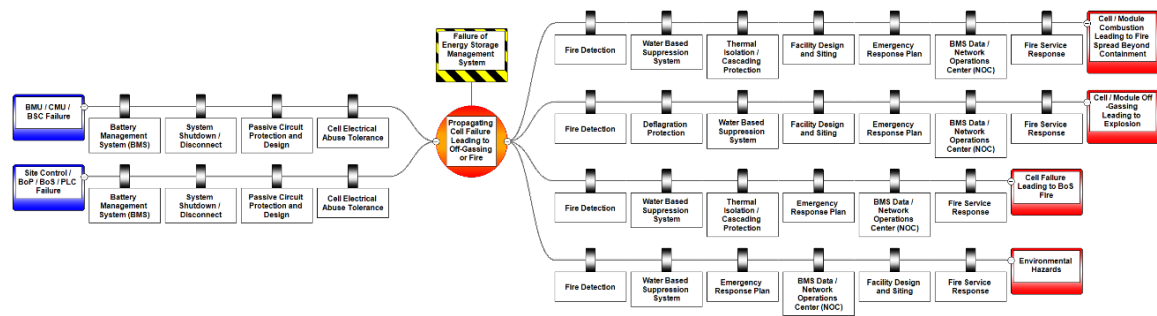 Failure of
Energy Storage
Management
System
BMU / CMU /
BSC Failure
Battery
Management
System (BMS)
System
Shutdown /
Disconnect
Passive Circuit
Protection and
Design
Cell Electrical
Abuse Tolerance
Site Control /
BoP / BoS / PLC
Failure
Battery
Management
System (BMS)
System
Shutdown /
Disconnect
Passive Circuit
Protection and
Design
Cell Electrical
Abuse Tolerance
Propagating
Cell Failure
Leading to
Off-Gassing
or Fire
Fire Detection
Water Based
Suppression
System
Thermal
Isolation /
Cascading
Protection
Facility Design
and Siting
Emergency
Response Plan
BMS Data /
Network
Operations
Center (NOC)
Fire Service
Response
Cell / Module
Combustion
Leading to Fire
Spread Beyond
Containment
Fire Detection
Deflagration
Protection
Water Based
Suppression
System
Facility Design
and Siting
Emergency
Response Plan
BMS Data /
Network
Operations
Center (NOC)
Fire Service
Response
Cell / Module Off
-Gassing
Leading to
Explosion
Fire Detection
Water Based
Suppression
System
Thermal
Isolation /
Cascading
Protection
Emergency
Response Plan
BMS Data /
Network
Operations
Center (NOC)
Fire Service
Response
Cell Failure
Leading to BoS
Fire
Fire Detection
Water Based
Suppression
System
Emergency
Response Plan
BMS Data /
Network
Operations
Center (NOC)
Facility Design
and Siting
Fire Service
Response
Environmental
Hazards